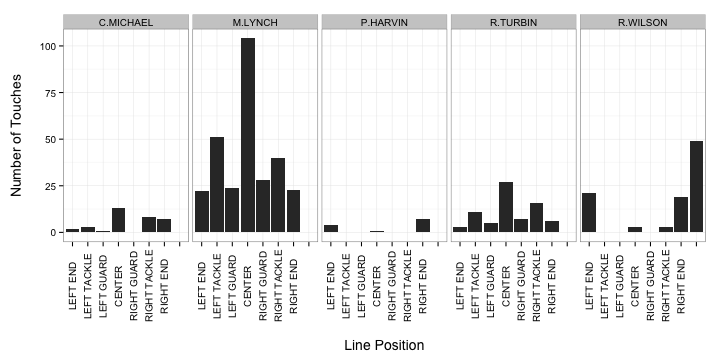 C.MICHAEL M.LYNCH P.HARVIN R.TURBIN R.WILSON
Number of Touches
100
75
50
25
0
LEFT END LEFT TACKLE LEFT GUARD CENTER RIGHT GUARD RIGHT TACKLE RIGHT END
LEFT END LEFT TACKLE LEFT GUARD CENTER RIGHT GUARD RIGHT TACKLE RIGHT END
LEFT END LEFT TACKLE LEFT GUARD CENTER RIGHT GUARD RIGHT TACKLE RIGHT END
LEFT END LEFT TACKLE LEFT GUARD CENTER RIGHT GUARD RIGHT TACKLE RIGHT END
LEFT END LEFT TACKLE LEFT GUARD CENTER RIGHT GUARD RIGHT TACKLE RIGHT END
Line Position